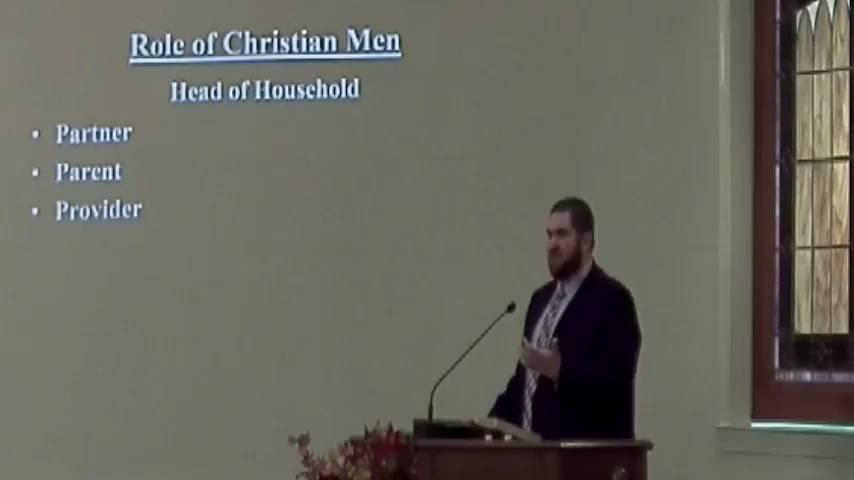 Role of Christian Men
Head of Household
• Partner
• Parent
• Provider